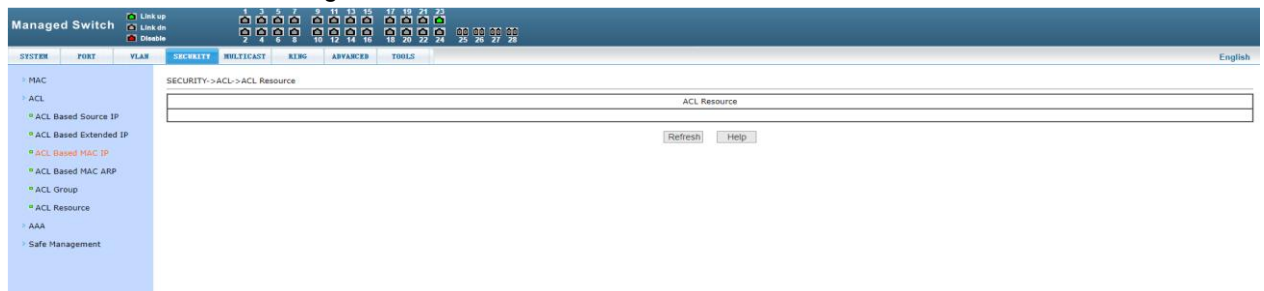 Managed Switch
Link up
Link dn
Disable
1 3 5 7 9 11 13 15 17 19 21 23
2 4 6 8 10 12 14 16 18 20 22 24 25 26 27 28
SYSTEM PORT VLAN SECURITY MULTICAST RING ADVANCED TOOLS English
MAC
ACL
ACL Based Source IP
ACL Based Extended IP
ACL Based MAC IP
ACL Based MAC ARP
ACL Group
ACL Resource
AAA
Safe Management
SECURITY->ACL->ACL Resource
ACL Resource
Refresh Help